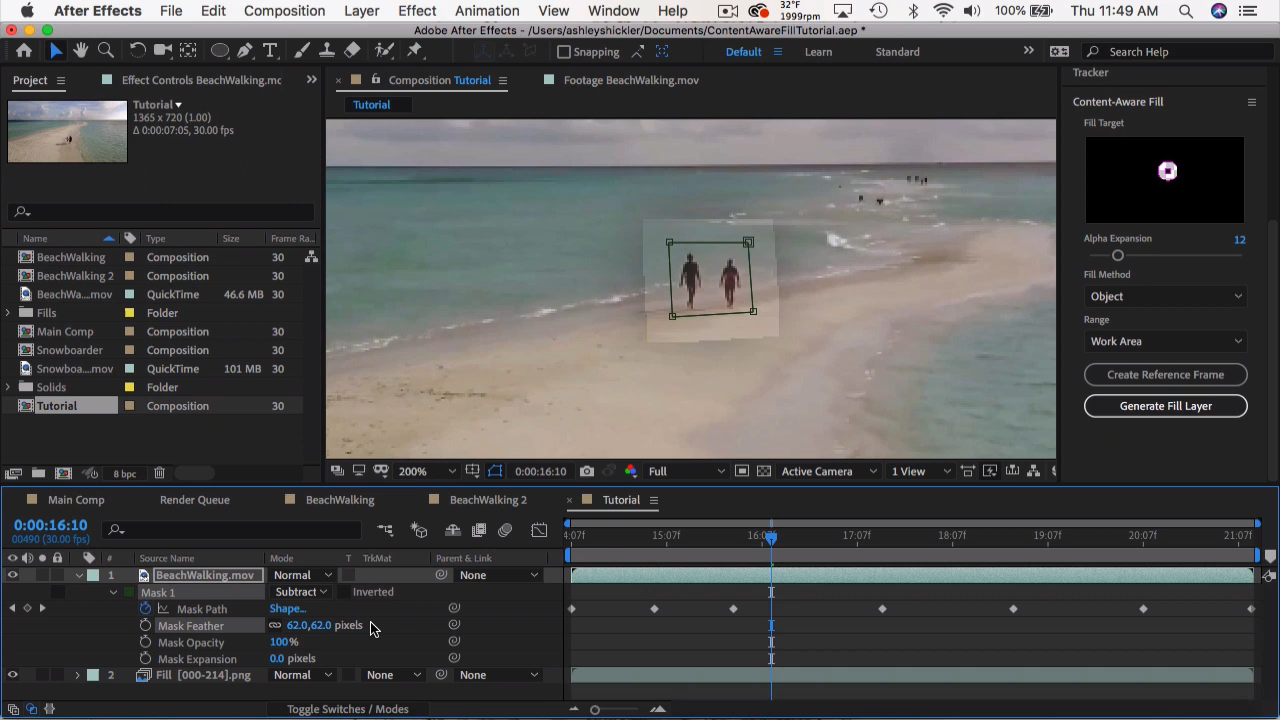 After Effects File Edit Composition Layer Effect Animation View Window Help 32°F 1999rpm 100% Thu 11:49 AM
Adobe After Effects - /Users/ashleyshickler/Documents/ContentAwareFillTutorial.aep *
Snapping Default Learn Standard Search Help
Project Effect Controls BeachWalking.mc Composition Tutorial Footage BeachWalking.mov
Tutorial
1365 x 720 (1.00)
Δ 0:00:07:05, 30.00 fps
Tutorial
Name Type Size Frame Ra...
BeachWalking Composition 30
BeachWalking 2 Composition 30
BeachWa....mov QuickTime 46.6 MB 30
Fills Folder
Main Comp Composition 30
Snowboarder Composition 30
Snowboa....mov QuickTime 101 MB 30
Solids Folder
Tutorial Composition 30
8 bpc
200% 0:00:16:10 Full Active Camera 1 View
Tracker
Content-Aware Fill
Fill Target
Alpha Expansion 12
Fill Method
Object
Range
Work Area
Create Reference Frame
Generate Fill Layer
Main Comp Render Queue BeachWalking BeachWalking 2 Tutorial
0:00:16:10
00490 (30.00 fps)
4:07f 15:07f 16:07f 17:07f 18:07f 19:07f 20:07f 21:07f
# Source Name Mode T TrkMat Parent & Link
1 BeachWalking.mov Normal None
Mask 1 Subtract Inverted
Mask Path Shape...
Mask Feather 62.0,62.0 pixels
Mask Opacity 100%
Mask Expansion 0.0 pixels
2 Fill [000-214].png Normal None None
Toggle Switches / Modes